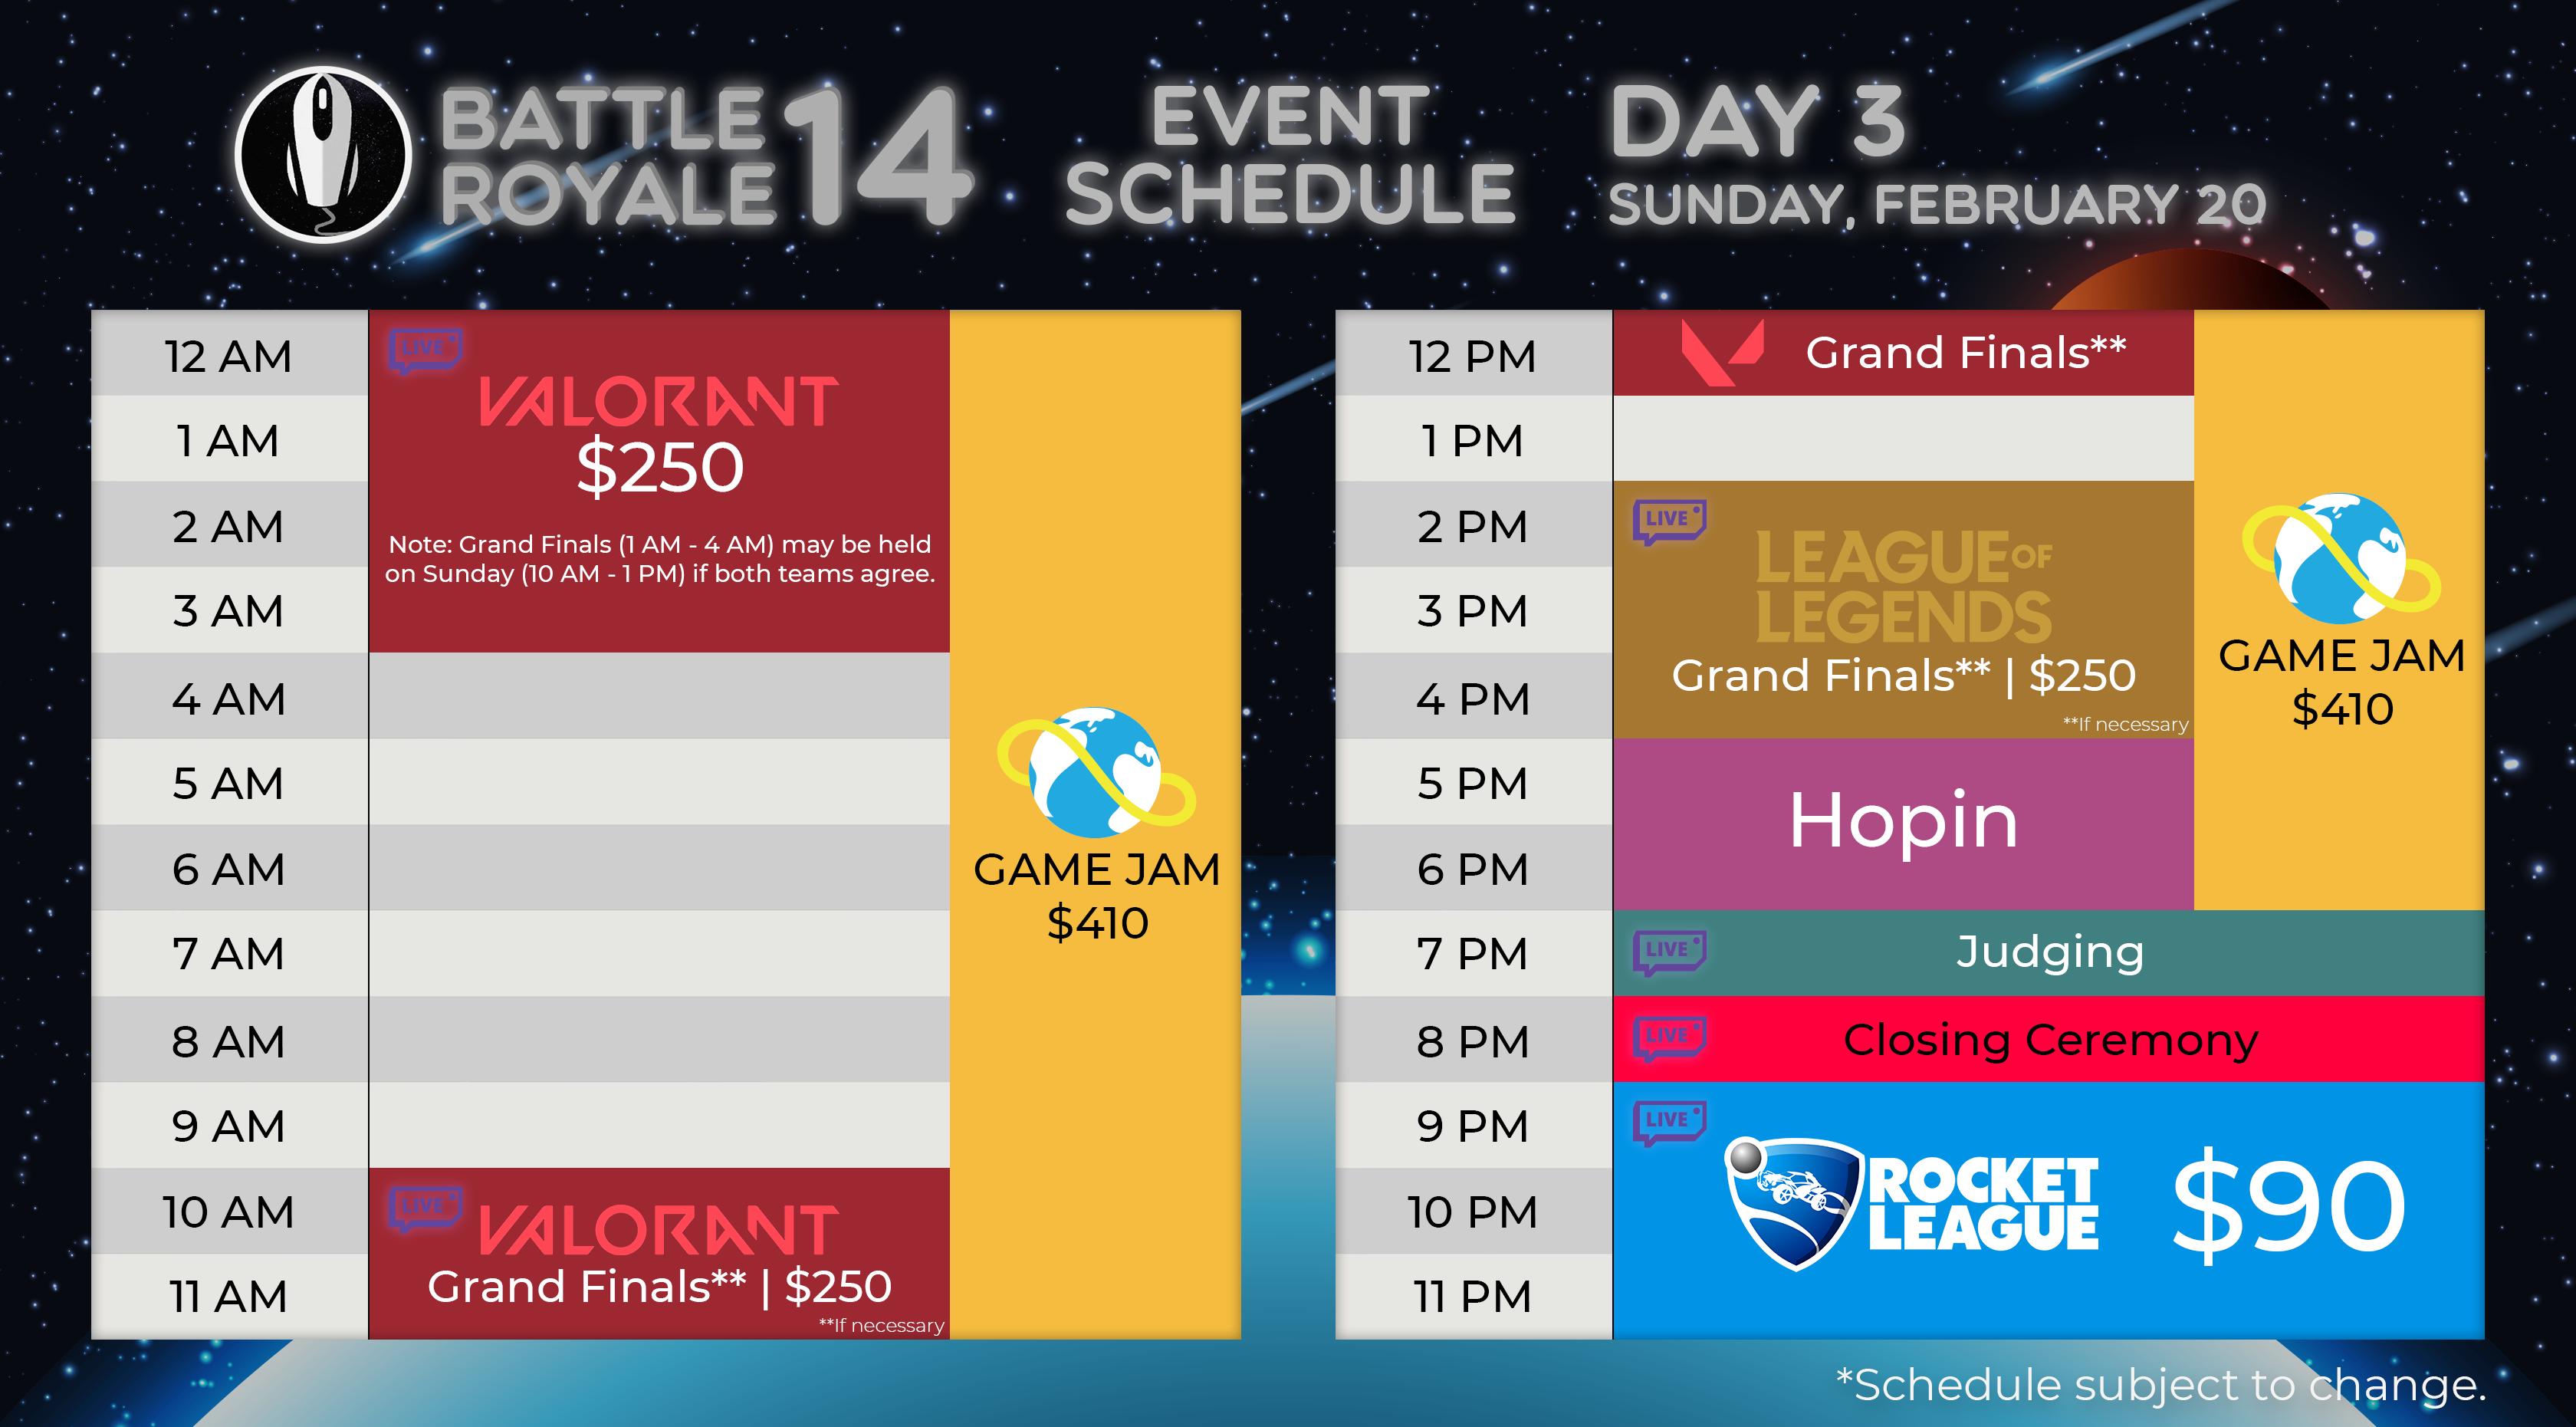 BATTLE
ROYALE 14
EVENT
SCHEDULE
DAY 3
SUNDAY, FEBRUARY 20
12 AM
1 AM
2 AM
3 AM
4 AM
5 AM
6 AM
7 AM
8 AM
9 AM
10 AM
11 AM
LIVE
VALORANT
$250
Note: Grand Finals (1 AM - 4 AM) may be held
on Sunday (10 AM - 1 PM) if both teams agree.
LIVE
VALORANT
Grand Finals** | $250
**If necessary
GAME JAM
$410
12 PM
1 PM
2 PM
3 PM
4 PM
5 PM
6 PM
7 PM
8 PM
9 PM
10 PM
11 PM
Grand Finals**
LIVE
LEAGUE OF
LEGENDS
Grand Finals** | $250
**If necessary
Hopin
GAME JAM
$410
LIVE
Judging
LIVE
Closing Ceremony
LIVE
ROCKET
LEAGUE
$90
*Schedule subject to change.